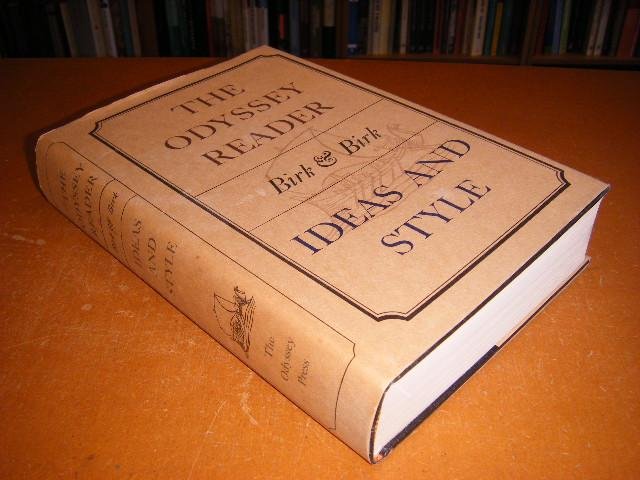 THE
ODYSSEY
READER
Birk & Birk
IDEAS AND
STYLE
THE
ODYSSEY
READER
Birk & Birk
IDEAS
AND
STYLE
The
Odyssey
Press